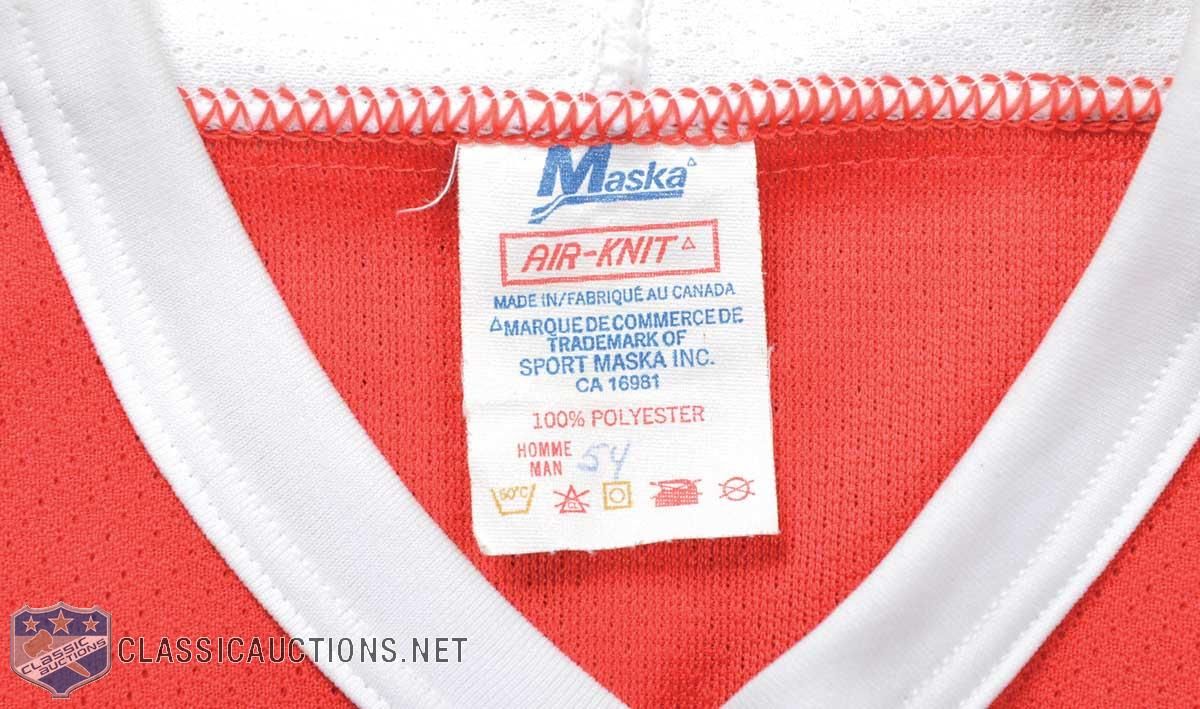 Maska
AIR-KNIT
MADE IN/FABRIQUÉ AU CANADA
MARQUE DE COMMERCE DE
TRADEMARK OF
SPORT MASKA INC.
CA 16981
100% POLYESTER
HOMME
MAN 54
50°C CL
CLASSIC
AUCTIONS
CLASSICAUCTIONS.NET